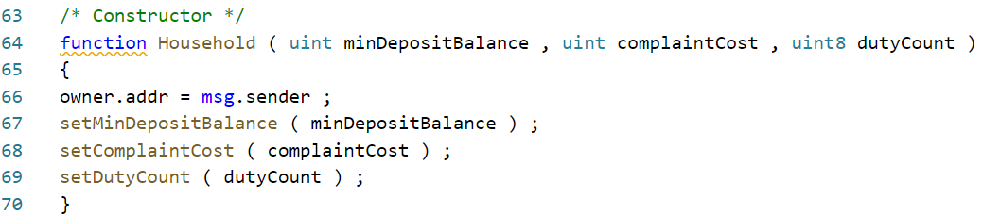 63 /* Constructor */
64 function Household ( uint minDepositBalance , uint complaintCost , uint8 dutyCount )
65 {
66 owner.addr = msg.sender ;
67 setMinDepositBalance ( minDepositBalance ) ;
68 setComplaintCost ( complaintCost ) ;
69 setDutyCount ( dutyCount ) ;
70 }